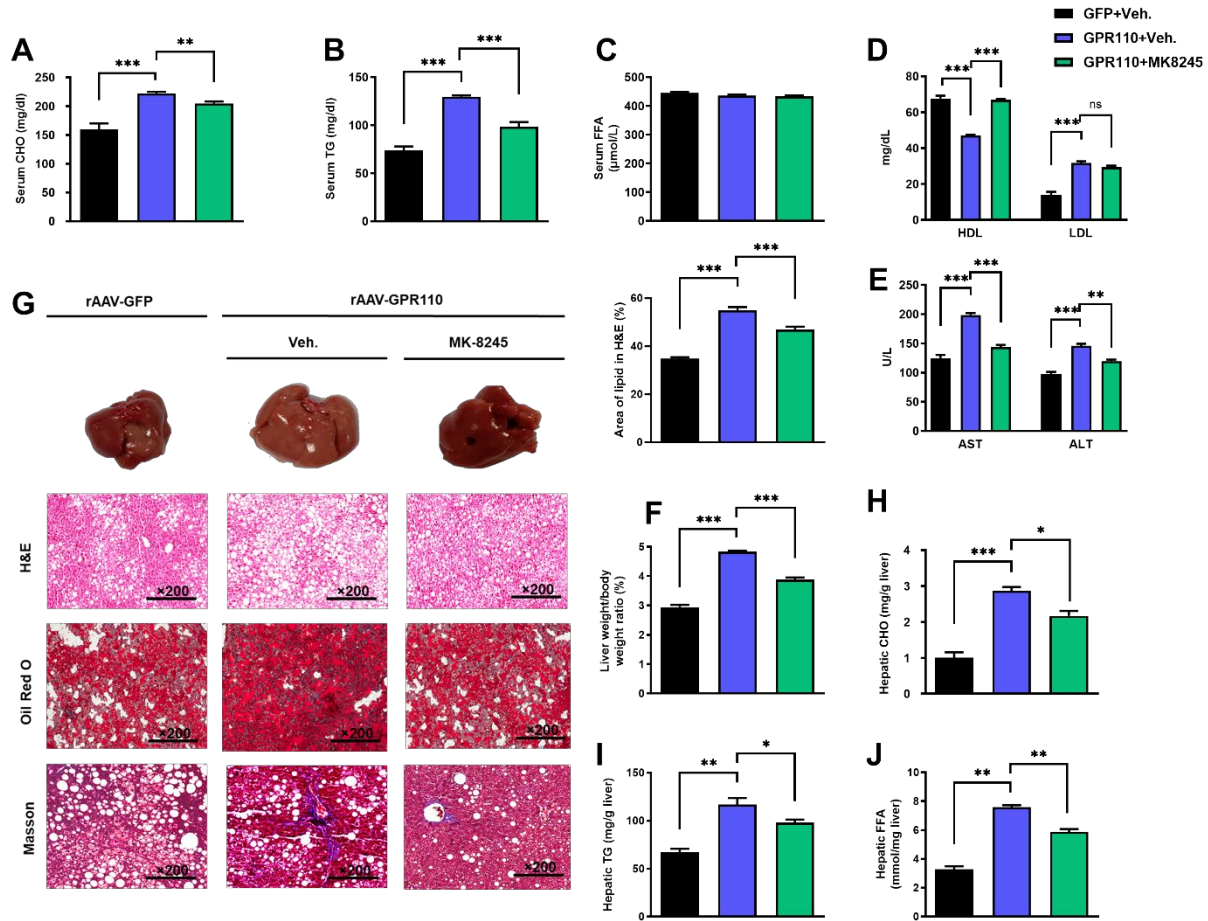 GFP+Veh.
GPR110+Veh.
GPR110+MK8245
A
Serum CHO (mg/dl)
250
200
150
100
50
0
***
**
B
Serum TG (mg/dl)
150
100
50
0
***
***
C
Serum FFA
(µmol/L)
500
400
300
200
100
0
D
mg/dL
80
60
40
20
0
***
***
***
ns
HDL
LDL
Area of lipid in H&E (%)
60
50
40
30
20
10
0
***
***
E
U/L
250
200
150
100
50
0
***
***
***
**
AST
ALT
G
rAAV-GFP
rAAV-GPR110
Veh.
MK-8245
H&E
×200
×200
×200
Oil Red O
×200
×200
×200
Masson
×200
×200
×200
F
Liver weight/body
weight ratio (%)
5
4
3
2
1
0
***
***
H
Hepatic CHO (mg/g liver)
4
3
2
1
0
***
*
I
Hepatic TG (mg/g liver)
150
100
50
0
**
*
J
Hepatic FFA
(mmol/mg liver)
10
8
6
4
2
0
**
**